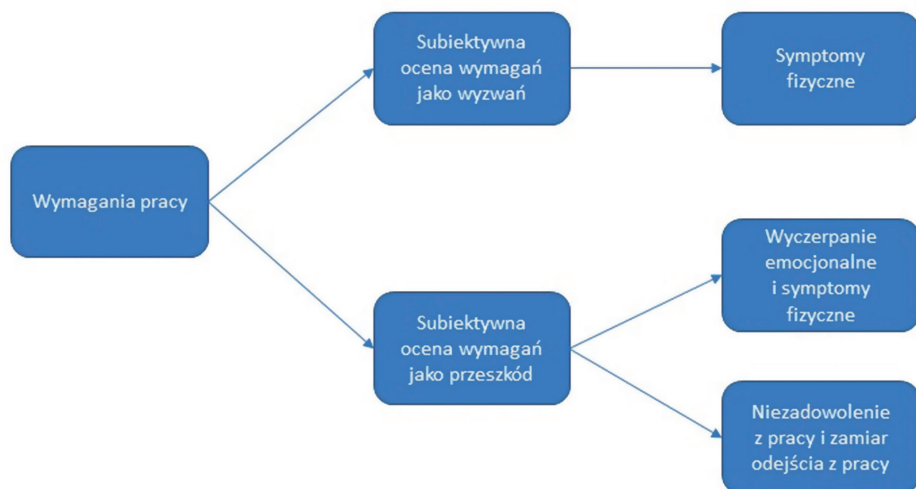 Wymagania pracy
Subiektywna
ocena wymagań
jako wyzwań
Symptomy
fizyczne
Subiektywna
ocena wymagań
jako przeszkód
Wyczerpanie
emocjonalne
i symptomy
fizyczne
Niezadowolenie
z pracy i zamiar
odejścia z pracy